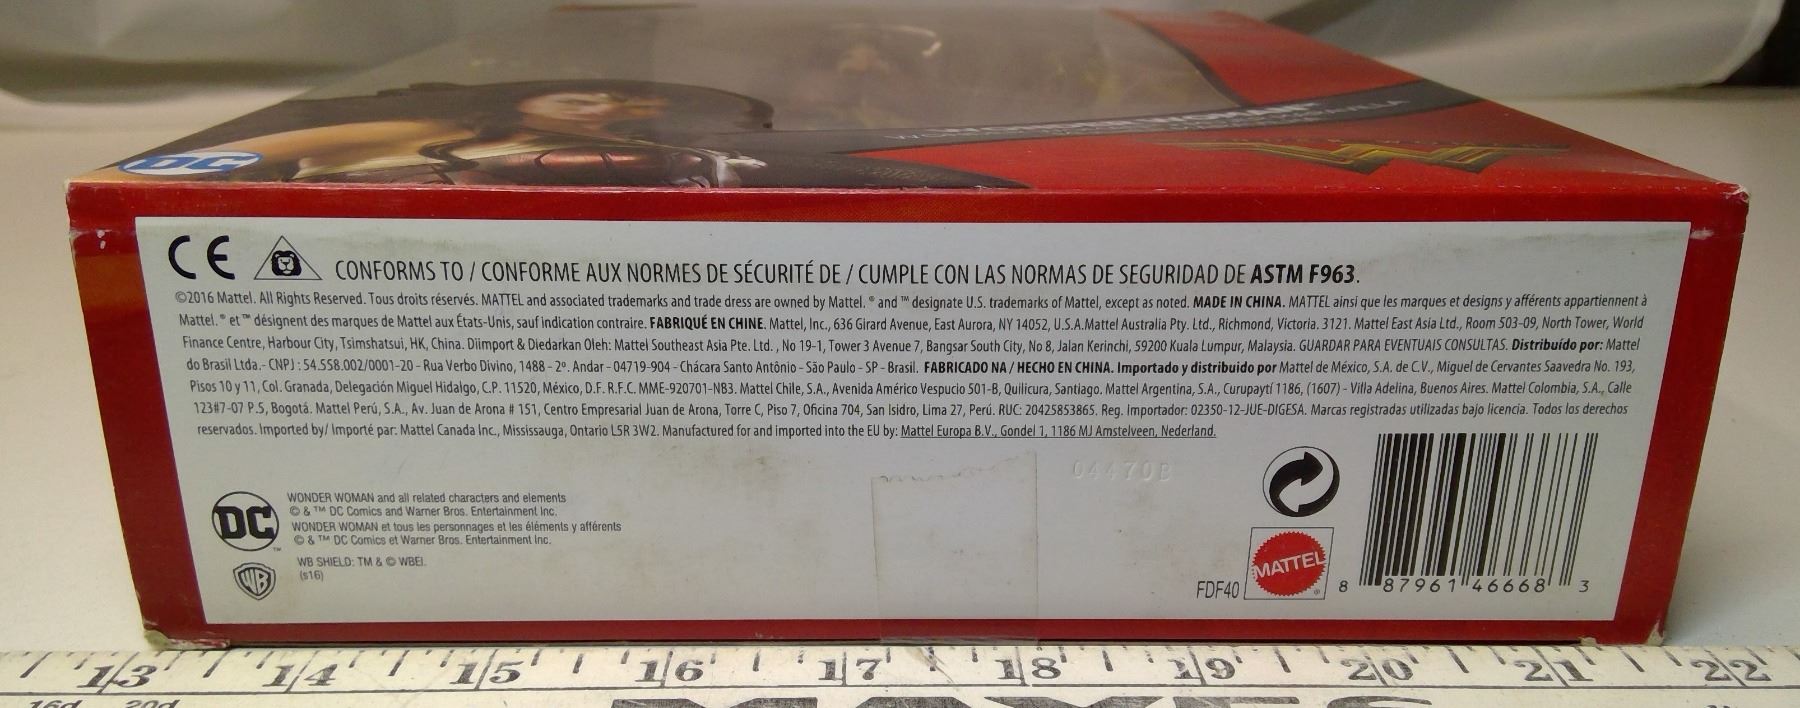 DC
WONDER WOMAN™
CE CONFORMS TO / CONFORME AUX NORMES DE SÉCURITÉ DE / CUMPLE CON LAS NORMAS DE SEGURIDAD DE ASTM F963.
©2016 Mattel. All Rights Reserved. Tous droits réservés. MATTEL and associated trademarks and trade dress are owned by Mattel. ® and ™ designate U.S. trademarks of Mattel, except as noted. MADE IN CHINA. MATTEL ainsi que les marques et designs y afférents appartiennent à
Mattel. ® et ™ désignent des marques de Mattel aux États-Unis, sauf indication contraire. FABRIQUÉ EN CHINE. Mattel, Inc., 636 Girard Avenue, East Aurora, NY 14052, U.S.A.Mattel Australia Pty. Ltd., Richmond, Victoria. 3121. Mattel East Asia Ltd., Room 503-09, North Tower, World
Finance Centre, Harbour City, Tsimshatsui, HK, China. Diimport & Diedarkan Oleh: Mattel Southeast Asia Pte. Ltd. , No 19-1, Tower 3 Avenue 7, Bangsar South City, No 8, Jalan Kerinchi, 59200 Kuala Lumpur, Malaysia. GUARDAR PARA EVENTUAIS CONSULTAS. Distribuído por: Mattel
do Brasil Ltda.- CNPJ : 54.558.002/0001-20 - Rua Verbo Divino, 1488 - 2º. Andar - 04719-904 - Chácara Santo Antônio - São Paulo - SP - Brasil. FABRICADO NA / HECHO EN CHINA. Importado y distribuido por Mattel de México, S.A. de C.V., Miguel de Cervantes Saavedra No. 193,
Pisos 10 y 11, Col. Granada, Delegación Miguel Hidalgo, C.P. 11520, México, D.F. R.F.C. MME-920701-NB3. Mattel Chile, S.A., Avenida Américo Vespucio 501-B, Quilicura, Santiago. Mattel Argentina, S.A., Curupaytí 1186, (1607) - Villa Adelina, Buenos Aires. Mattel Colombia, S.A., Calle
123#7-07 P.5, Bogotá. Mattel Perú, S.A., Av. Juan de Arona # 151, Centro Empresarial Juan de Arona, Torre C, Piso 7, Oficina 704, San Isidro, Lima 27, Perú. RUC: 20425853865. Reg. Importador: 02350-12-JUE-DIGESA. Marcas registradas utilizadas bajo licencia. Todos los derechos
reservados. Imported by/ Importé par: Mattel Canada Inc., Mississauga, Ontario L5R 3W2. Manufactured for and imported into the EU by: Mattel Europa B.V., Gondel 1, 1186 MJ Amstelveen, Nederland.
04470B
DC™
WONDER WOMAN and all related characters and elements
© & ™ DC Comics and Warner Bros. Entertainment Inc.
WONDER WOMAN et tous les personnages et les éléments y afférents
© & ™ DC Comics et Warner Bros. Entertainment Inc.
WB
WB SHIELD: TM & © WBEI.
(s16)
FDF40
MATTEL®
8 87961 46668 3
13 14 15 16 17 18 19 20 21 22
16d 20d